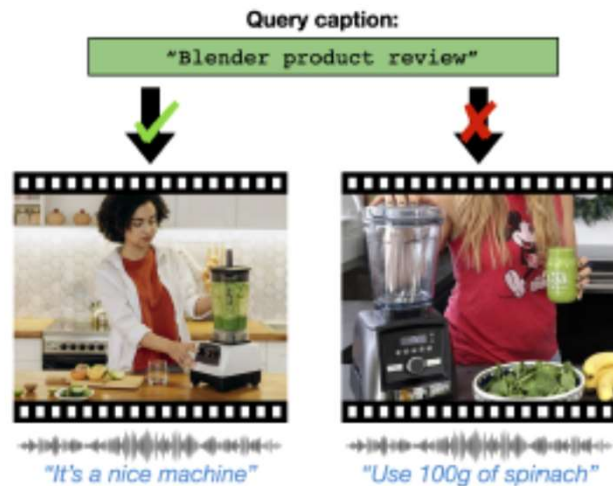 Query caption:
"Blender product review"
"It's a nice machine"
"Use 100g of spinach"